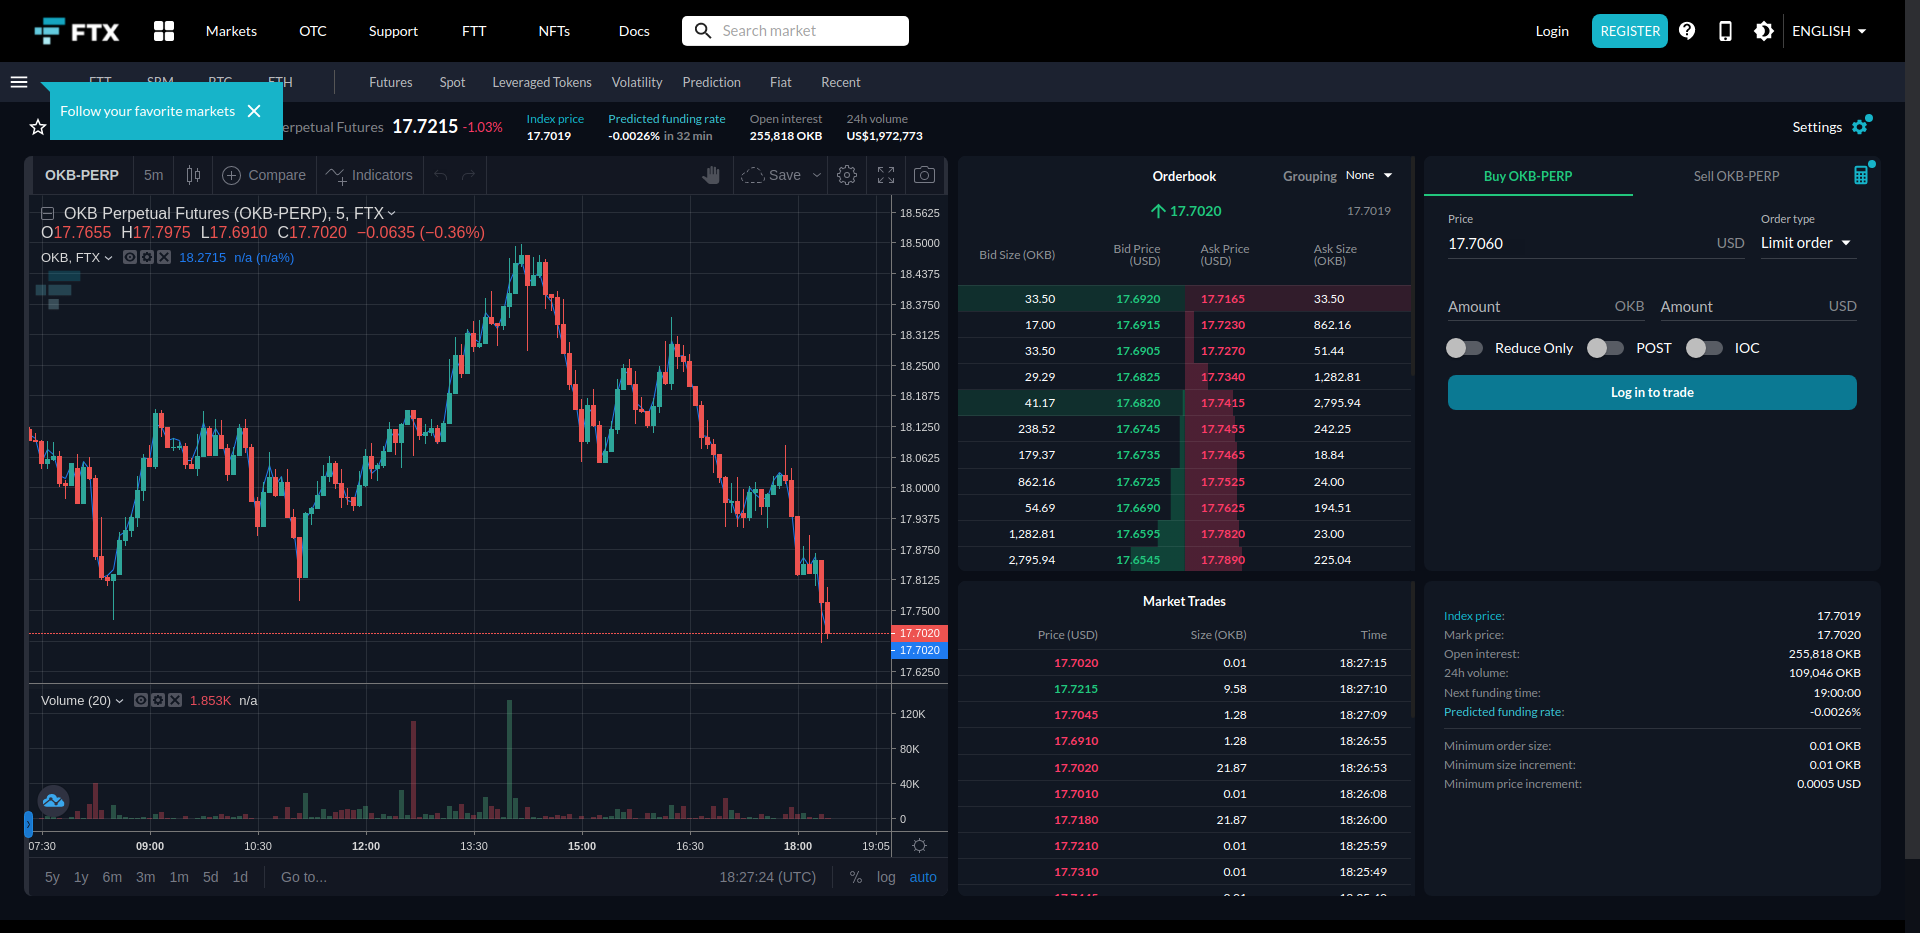 FTX
Markets
OTC
Support
FTT
NFTs
Docs
Search market
Login
REGISTER
ENGLISH
FTT
BTC
ETH
Futures
Spot
Leveraged Tokens
Volatility
Prediction
Fiat
Recent
Follow your favorite markets
erpetual Futures
17.7215 -1.03%
Index price
17.7019
Predicted funding rate
-0.0026% in 32 min
Open interest
255,818 OKB
24h volume
US$1,972,773
Settings
OKB-PERP
5m
Compare
Indicators
Save
OKB Perpetual Futures (OKB-PERP), 5, FTX
O17.7655 H17.7975 L17.6910 C17.7020 −0.0635 (−0.36%)
OKB, FTX
18.2715 n/a (n/a%)
18.5625
18.5000
18.4375
18.3750
18.3125
18.2500
18.1875
18.1250
18.0625
18.0000
17.9375
17.8750
17.8125
17.7500
17.7020
17.7020
17.6250
Volume (20)
1.853K n/a
120K
80K
40K
0
07:30
09:00
10:30
12:00
13:30
15:00
16:30
18:00
19:05
5y 1y 6m 3m 1m 5d 1d
Go to...
18:27:24 (UTC)
%
log
auto
Orderbook
Grouping None
17.7020
17.7019
Bid Size (OKB)
Bid Price (USD)
Ask Price (USD)
Ask Size (OKB)
33.50 17.6920 17.7165 33.50
17.00 17.6915 17.7230 862.16
33.50 17.6905 17.7270 51.44
29.29 17.6825 17.7340 1,282.81
41.17 17.6820 17.7415 2,795.94
238.52 17.6745 17.7455 242.25
179.37 17.6735 17.7465 18.84
862.16 17.6725 17.7525 24.00
54.69 17.6690 17.7625 194.51
1,282.81 17.6595 17.7820 23.00
2,795.94 17.6545 17.7890 225.04
Market Trades
Price (USD) Size (OKB) Time
17.7020 0.01 18:27:15
17.7215 9.58 18:27:10
17.7045 1.28 18:27:09
17.6910 1.28 18:26:55
17.7020 21.87 18:26:53
17.7010 0.01 18:26:08
17.7180 21.87 18:26:00
17.7210 0.01 18:25:59
17.7310 0.01 18:25:49
Buy OKB-PERP
Sell OKB-PERP
Price
17.7060 USD
Order type
Limit order
Amount OKB
Amount USD
Reduce Only
POST
IOC
Log in to trade
Index price: 17.7019
Mark price: 17.7020
Open interest: 255,818 OKB
24h volume: 109,046 OKB
Next funding time: 19:00:00
Predicted funding rate: -0.0026%
Minimum order size: 0.01 OKB
Minimum size increment: 0.01 OKB
Minimum price increment: 0.0005 USD